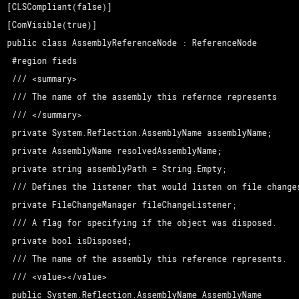 [CLSCompliant(false)]
[ComVisible(true)]
public class AssemblyReferenceNode : ReferenceNode
#region fieds
/// <summary>
/// The name of the assembly this refernce represents
/// </summary>
private System.Reflection.AssemblyName assemblyName;
private AssemblyName resolvedAssemblyName;
private string assemblyPath = String.Empty;
/// Defines the listener that would listen on file changes
private FileChangeManager fileChangeListener;
/// A flag for specifying if the object was disposed.
private bool isDisposed;
/// The name of the assembly this reference represents.
/// <value></value>
public System.Reflection.AssemblyName AssemblyName